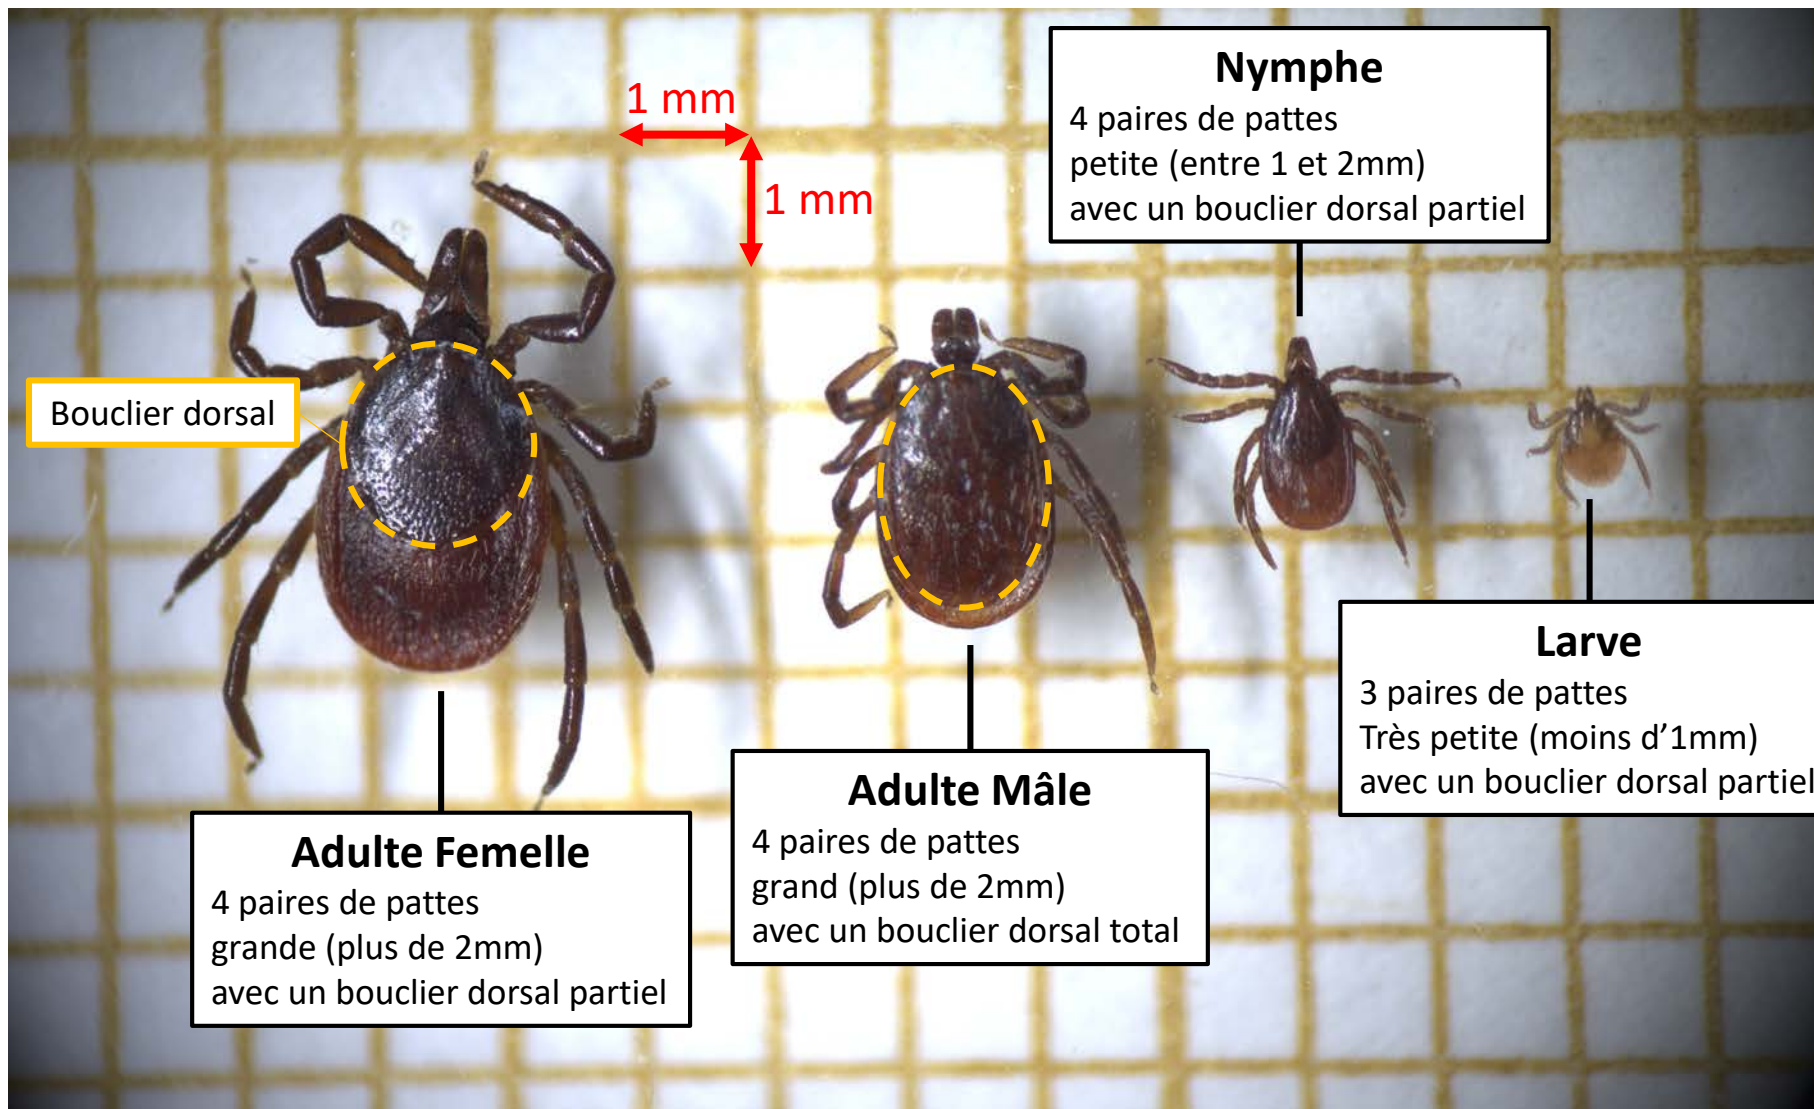 1 mm
1 mm
Nymphe
4 paires de pattes
petite (entre 1 et 2mm)
avec un bouclier dorsal partiel
Bouclier dorsal
Larve
3 paires de pattes
Très petite (moins d’1mm)
avec un bouclier dorsal partiel
Adulte Mâle
4 paires de pattes
grand (plus de 2mm)
avec un bouclier dorsal total
Adulte Femelle
4 paires de pattes
grande (plus de 2mm)
avec un bouclier dorsal partiel